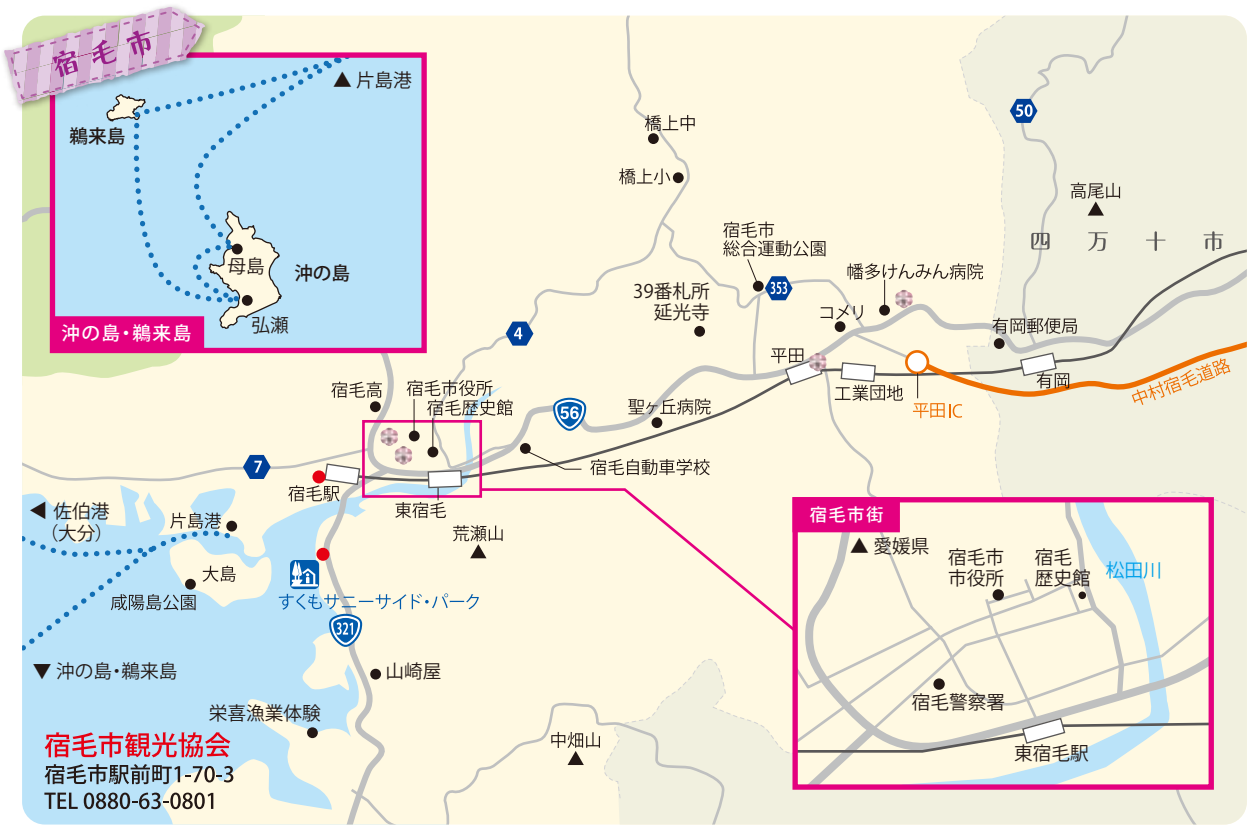 宿毛市
▲ 片島港
鵜来島
母島
沖の島
弘瀬
沖の島・鵜来島
橋上中
橋上小
50
高尾山
四万十市
宿毛市
総合運動公園
353
幡多けんみん病院
39番札所
延光寺
コメリ
有岡郵便局
4
平田
工業団地
有岡
平田IC
中村宿毛道路
宿毛高
宿毛市役所
宿毛歴史館
56
聖ヶ丘病院
宿毛自動車学校
7
宿毛駅
東宿毛
◀ 佐伯港
(大分)
片島港
荒瀬山
大島
咸陽島公園
すくもサニーサイド・パーク
321
▼ 沖の島・鵜来島
山崎屋
栄喜漁業体験
中畑山
宿毛市街
▲ 愛媛県
宿毛市
市役所
宿毛
歴史館
松田川
宿毛警察署
東宿毛駅
宿毛市観光協会
宿毛市駅前町1-70-3
TEL 0880-63-0801